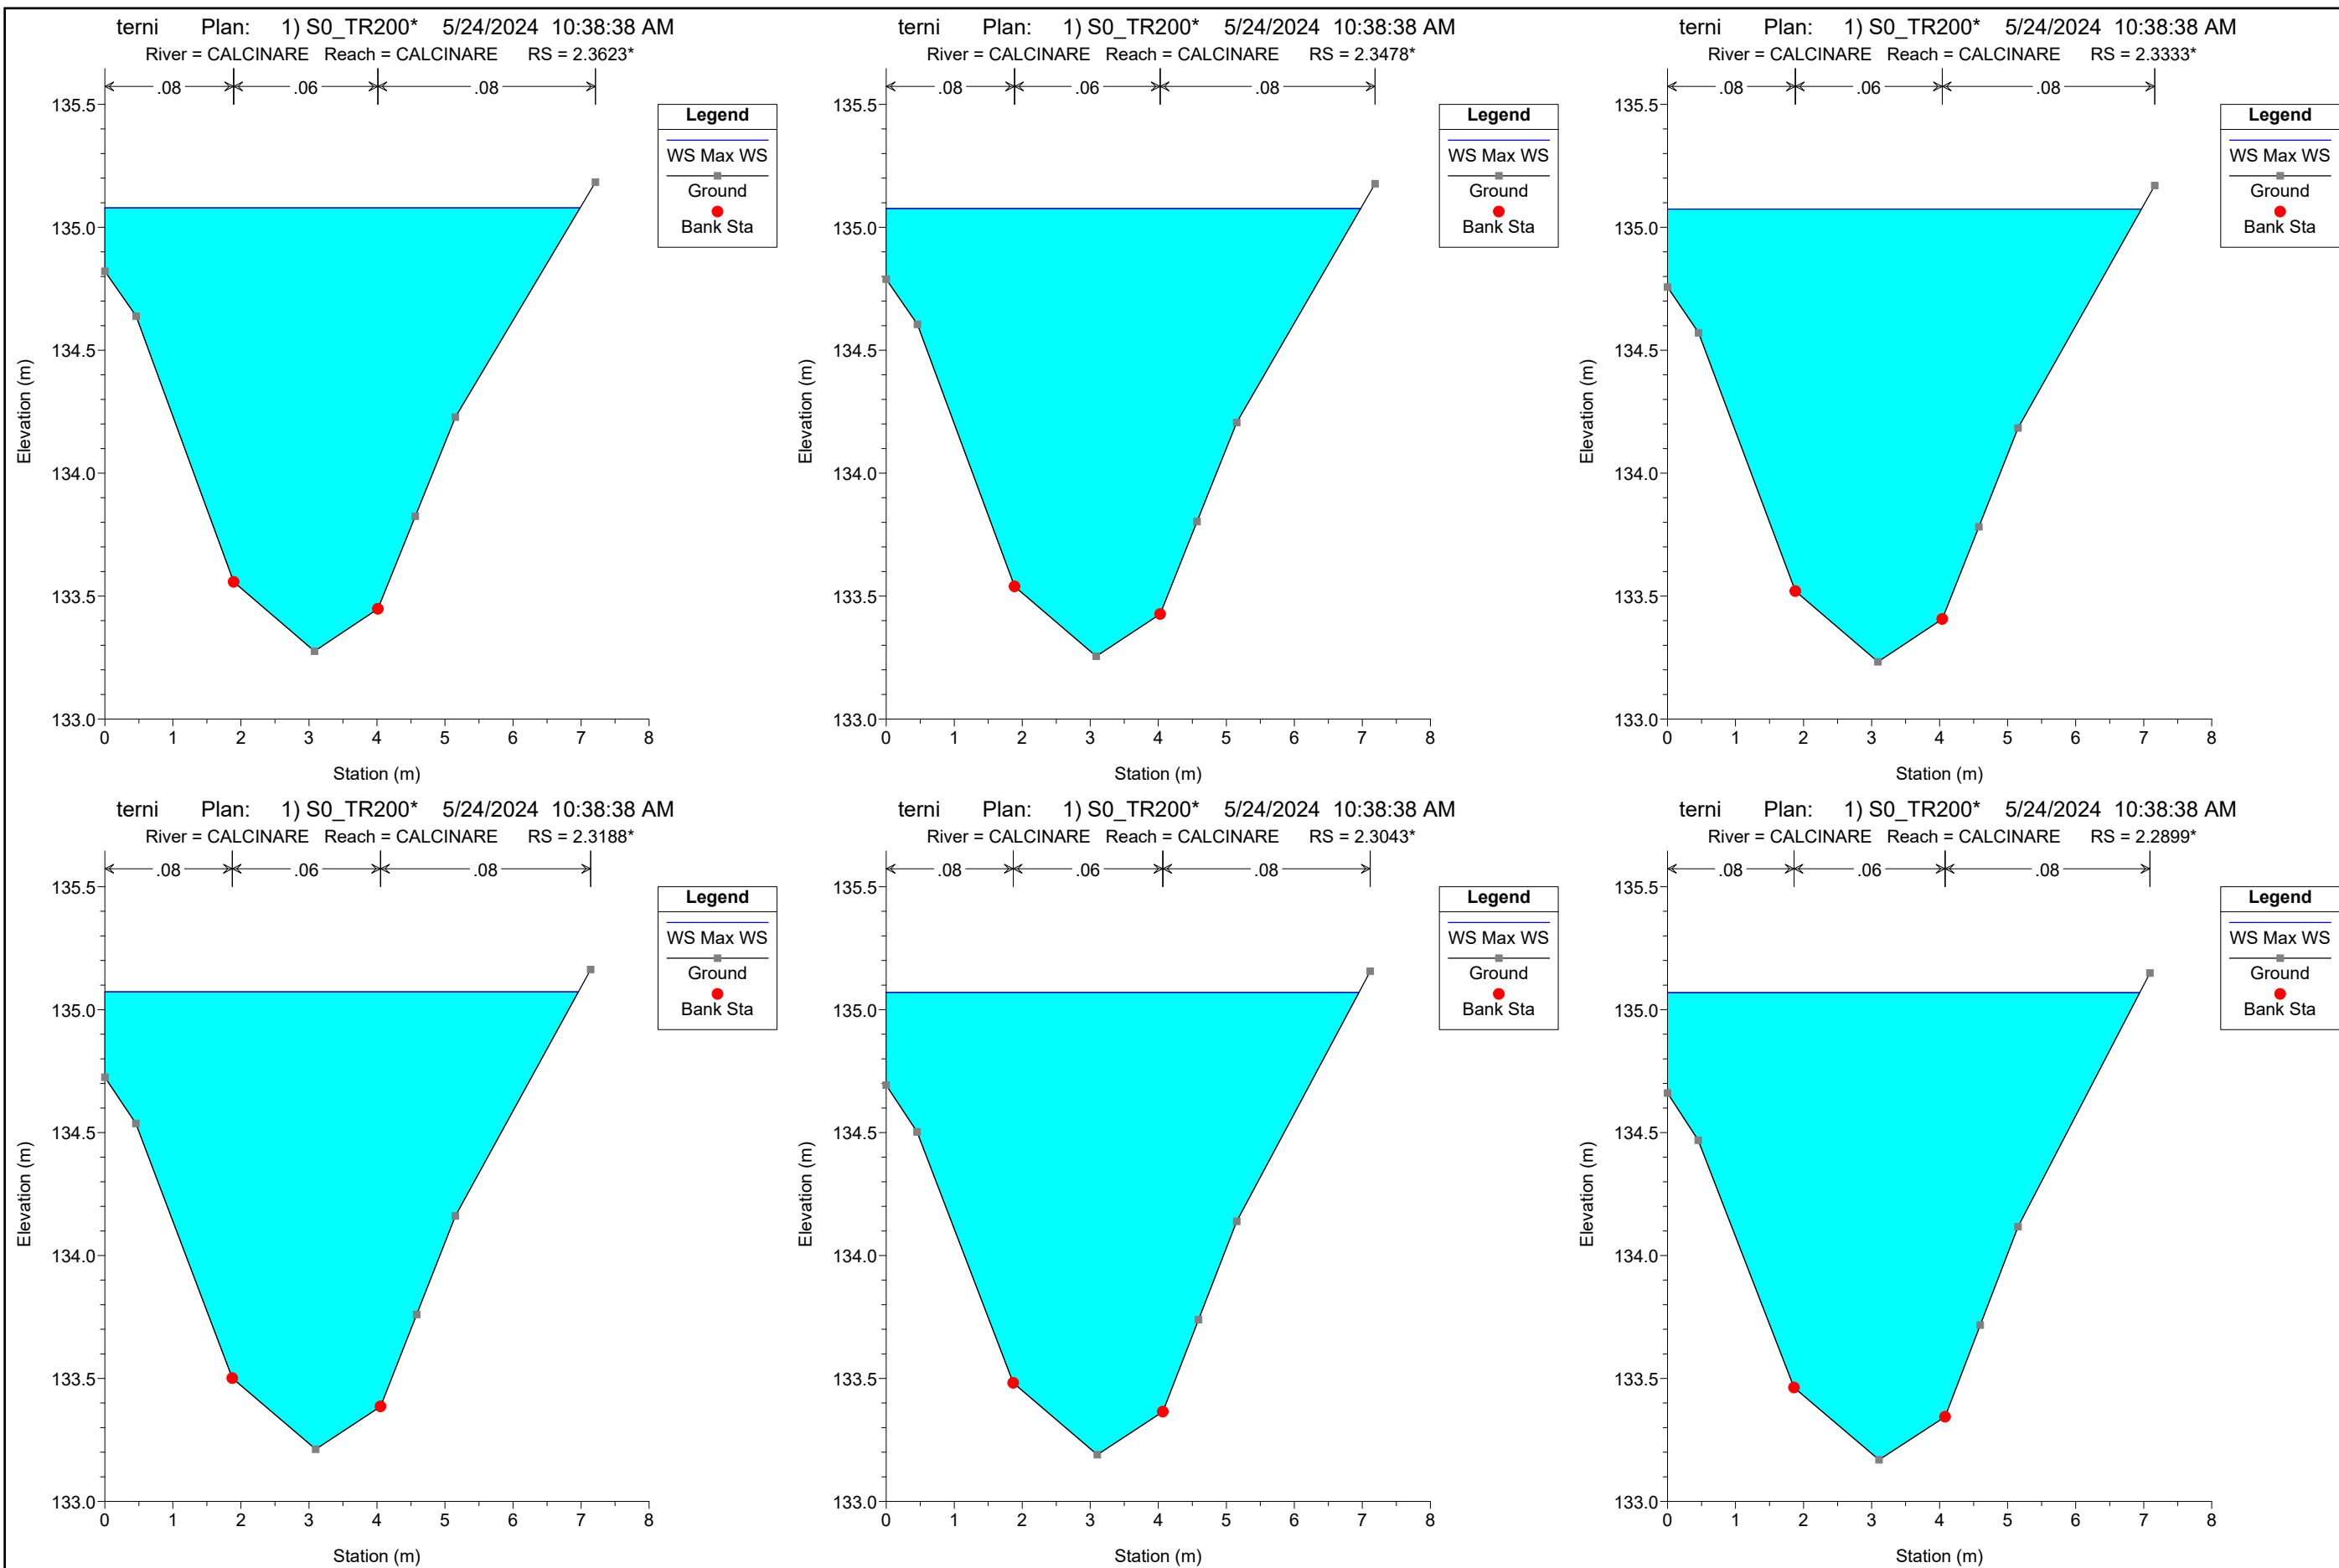 terni Plan: 1) S0_TR200* 5/24/2024 10:38:38 AM
River = CALCINARE Reach = CALCINARE RS = 2.3623*
.08 .06 .08
Legend
WS Max WS
Ground
Bank Sta
135.5
135.0
134.5
134.0
133.5
133.0
Elevation (m)
0 1 2 3 4 5 6 7 8
Station (m)
terni Plan: 1) S0_TR200* 5/24/2024 10:38:38 AM
River = CALCINARE Reach = CALCINARE RS = 2.3478*
.08 .06 .08
Legend
WS Max WS
Ground
Bank Sta
135.5
135.0
134.5
134.0
133.5
133.0
Elevation (m)
0 1 2 3 4 5 6 7 8
Station (m)
terni Plan: 1) S0_TR200* 5/24/2024 10:38:38 AM
River = CALCINARE Reach = CALCINARE RS = 2.3333*
.08 .06 .08
Legend
WS Max WS
Ground
Bank Sta
135.5
135.0
134.5
134.0
133.5
133.0
Elevation (m)
0 1 2 3 4 5 6 7 8
Station (m)
terni Plan: 1) S0_TR200* 5/24/2024 10:38:38 AM
River = CALCINARE Reach = CALCINARE RS = 2.3188*
.08 .06 .08
Legend
WS Max WS
Ground
Bank Sta
135.5
135.0
134.5
134.0
133.5
133.0
Elevation (m)
0 1 2 3 4 5 6 7 8
Station (m)
terni Plan: 1) S0_TR200* 5/24/2024 10:38:38 AM
River = CALCINARE Reach = CALCINARE RS = 2.3043*
.08 .06 .08
Legend
WS Max WS
Ground
Bank Sta
135.5
135.0
134.5
134.0
133.5
133.0
Elevation (m)
0 1 2 3 4 5 6 7 8
Station (m)
terni Plan: 1) S0_TR200* 5/24/2024 10:38:38 AM
River = CALCINARE Reach = CALCINARE RS = 2.2899*
.08 .06 .08
Legend
WS Max WS
Ground
Bank Sta
135.5
135.0
134.5
134.0
133.5
133.0
Elevation (m)
0 1 2 3 4 5 6 7 8
Station (m)